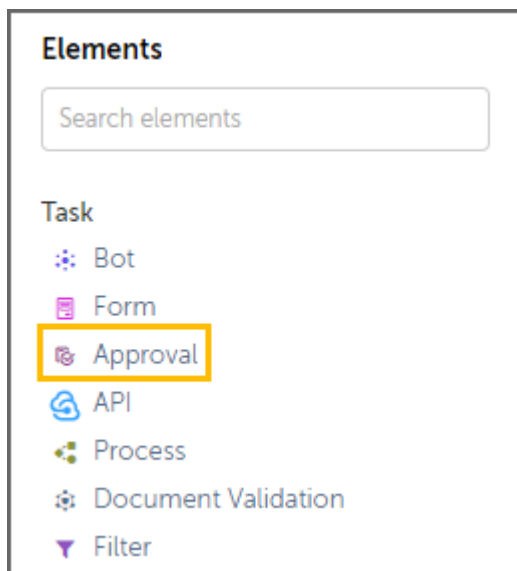 Elements
Search elements
Task
Bot
Form
Approval
API
Process
Document Validation
Filter